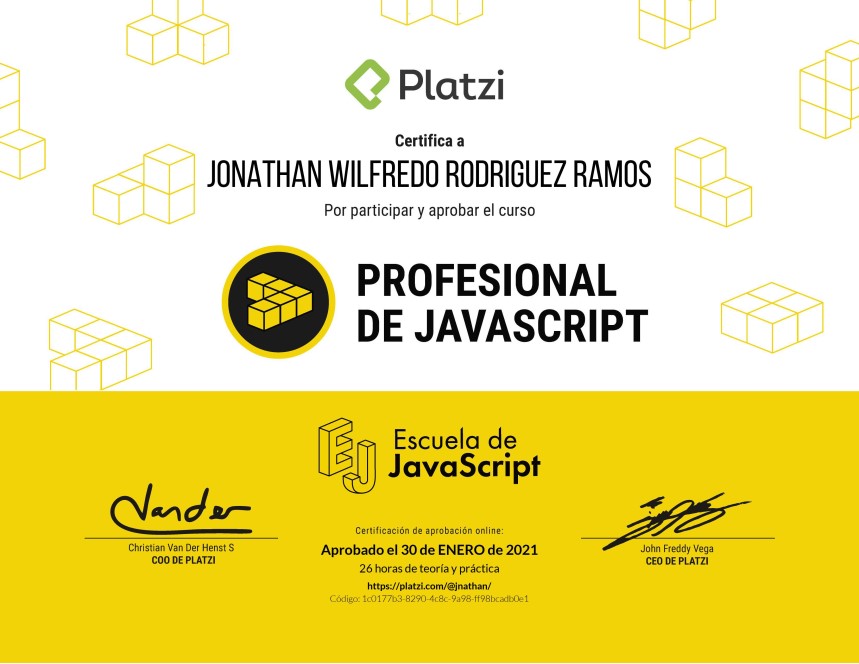 Platzi
Certifica a
JONATHAN WILFREDO RODRIGUEZ RAMOS
Por participar y aprobar el curso
PROFESIONAL
DE JAVASCRIPT
EJ
Escuela de
JavaScript
Vander
Certificación de aprobación online:
Aprobado el 30 de ENERO de 2021
26 horas de teoría y práctica
https://platzi.com/@jnathan/
Código: 1c0177b3-8290-4c8c-9a98-ff98bcadb0e1
Christian Van Der Henst S
COO DE PLATZI
John Freddy Vega
CEO DE PLATZI